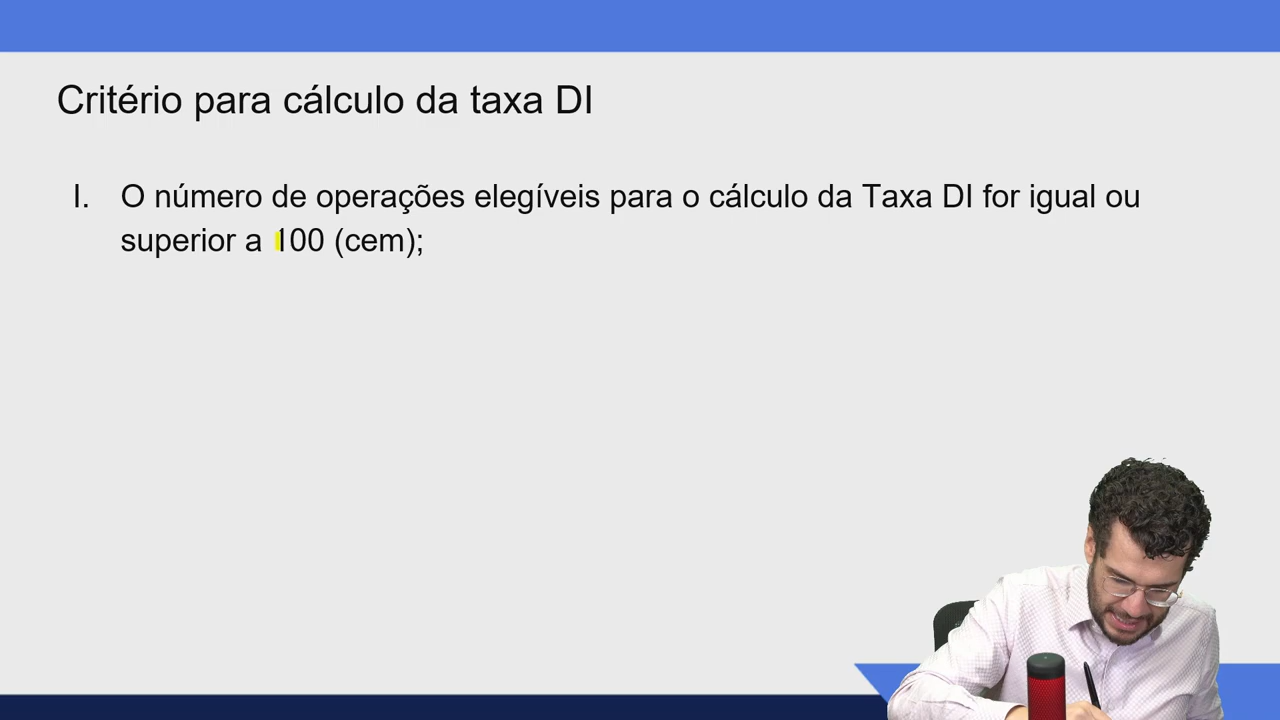 Critério para cálculo da taxa DI
I. O número de operações elegíveis para o cálculo da Taxa DI for igual ou
superior a 100 (cem);